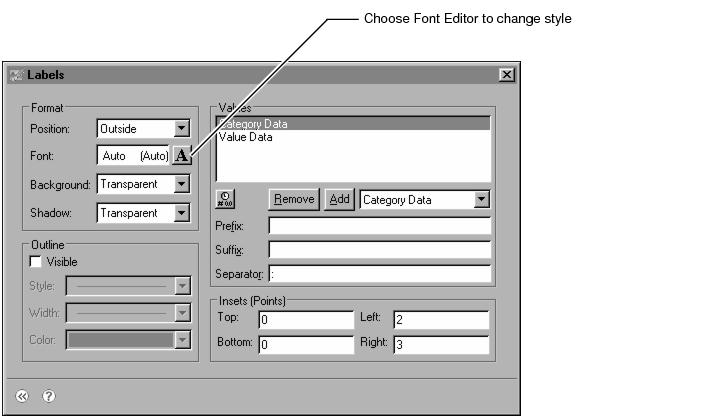 Choose Font Editor to change style
Labels
Format
Position: Outside
Font: Auto (Auto) A
Background: Transparent
Shadow: Transparent
Outline
Visible
Style:
Width:
Color:
Values
Category Data
Value Data
Remove Add Category Data
Prefix:
Suffix:
Separator: :
Insets (Points)
Top: 0 Left: 2
Bottom: 0 Right: 3